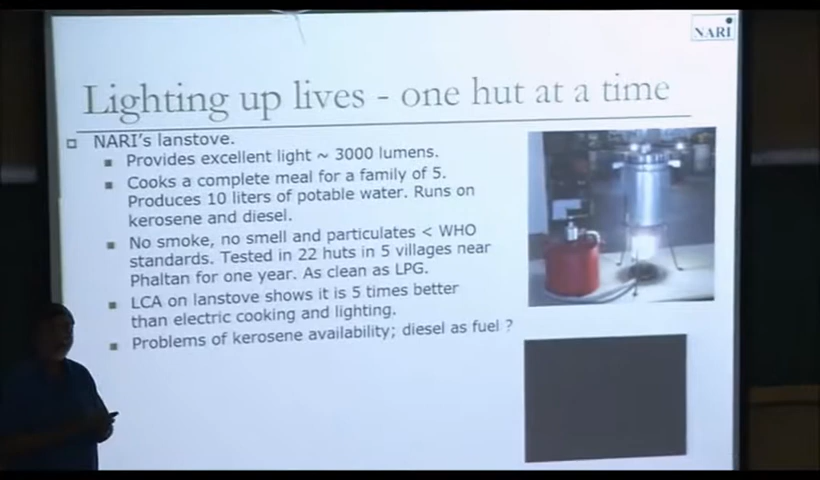 NARI
Lighting up lives - one hut at a time
NARI's lanstove.
Provides excellent light ~ 3000 lumens.
Cooks a complete meal for a family of 5.
Produces 10 liters of potable water. Runs on
kerosene and diesel.
No smoke, no smell and particulates < WHO
standards. Tested in 22 huts in 5 villages near
Phaltan for one year. As clean as LPG.
LCA on lanstove shows it is 5 times better
than electric cooking and lighting.
Problems of kerosene availability; diesel as fuel ?